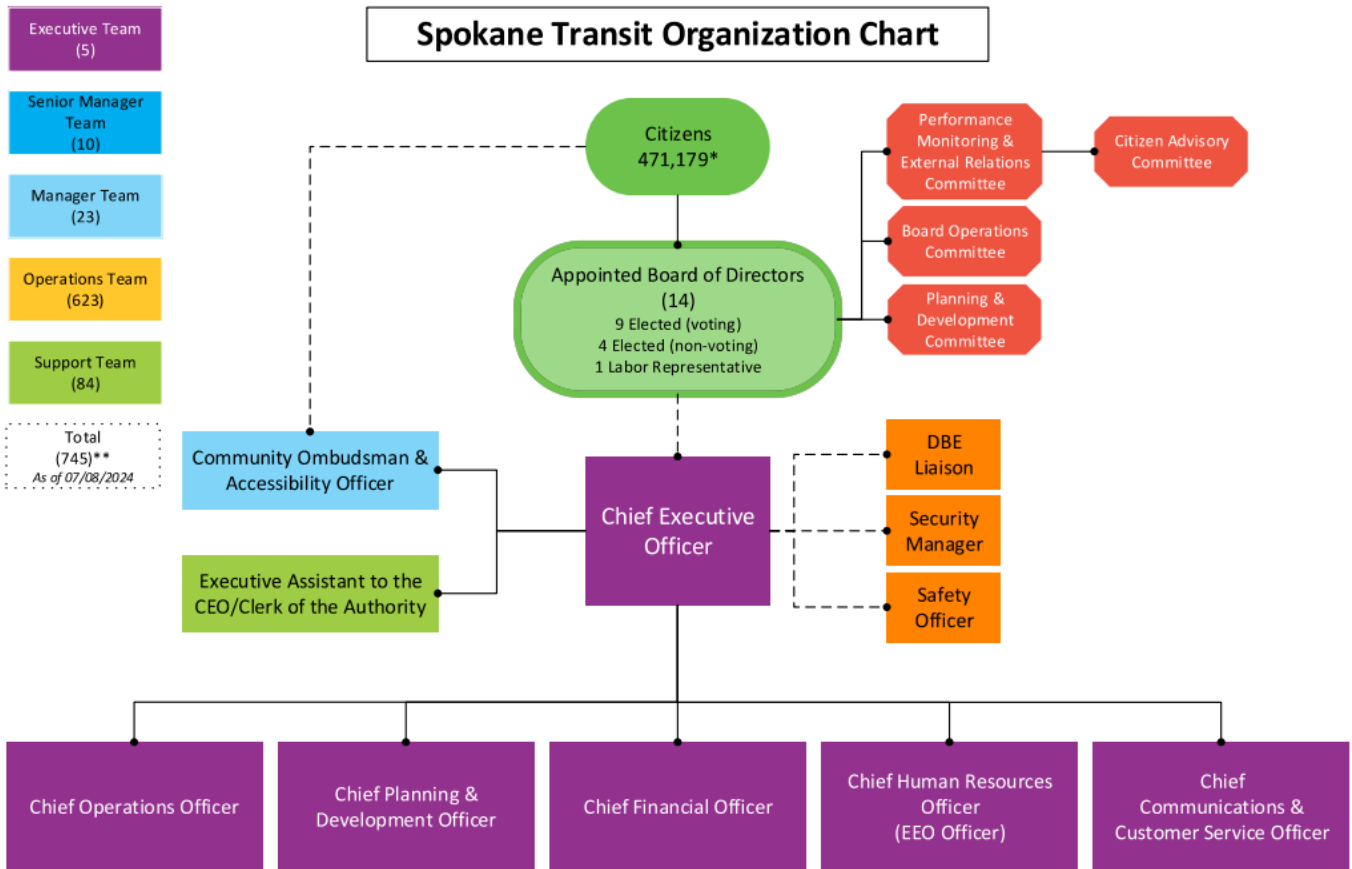 Spokane Transit Organization Chart
Executive Team
(5)
Senior Manager
Team
(10)
Manager Team
(23)
Operations Team
(623)
Support Team
(84)
Total
(745)**
As of 07/08/2024
Citizens
471,179*
Performance
Monitoring &
External Relations
Committee
Citizen Advisory
Committee
Board Operations
Committee
Planning &
Development
Committee
Appointed Board of Directors
(14)
9 Elected (voting)
4 Elected (non-voting)
1 Labor Representative
Community Ombudsman &
Accessibility Officer
Executive Assistant to the
CEO/Clerk of the Authority
Chief Executive
Officer
DBE
Liaison
Security
Manager
Safety
Officer
Chief Operations Officer
Chief Planning &
Development Officer
Chief Financial Officer
Chief Human Resources
Officer
(EEO Officer)
Chief
Communications &
Customer Service Officer